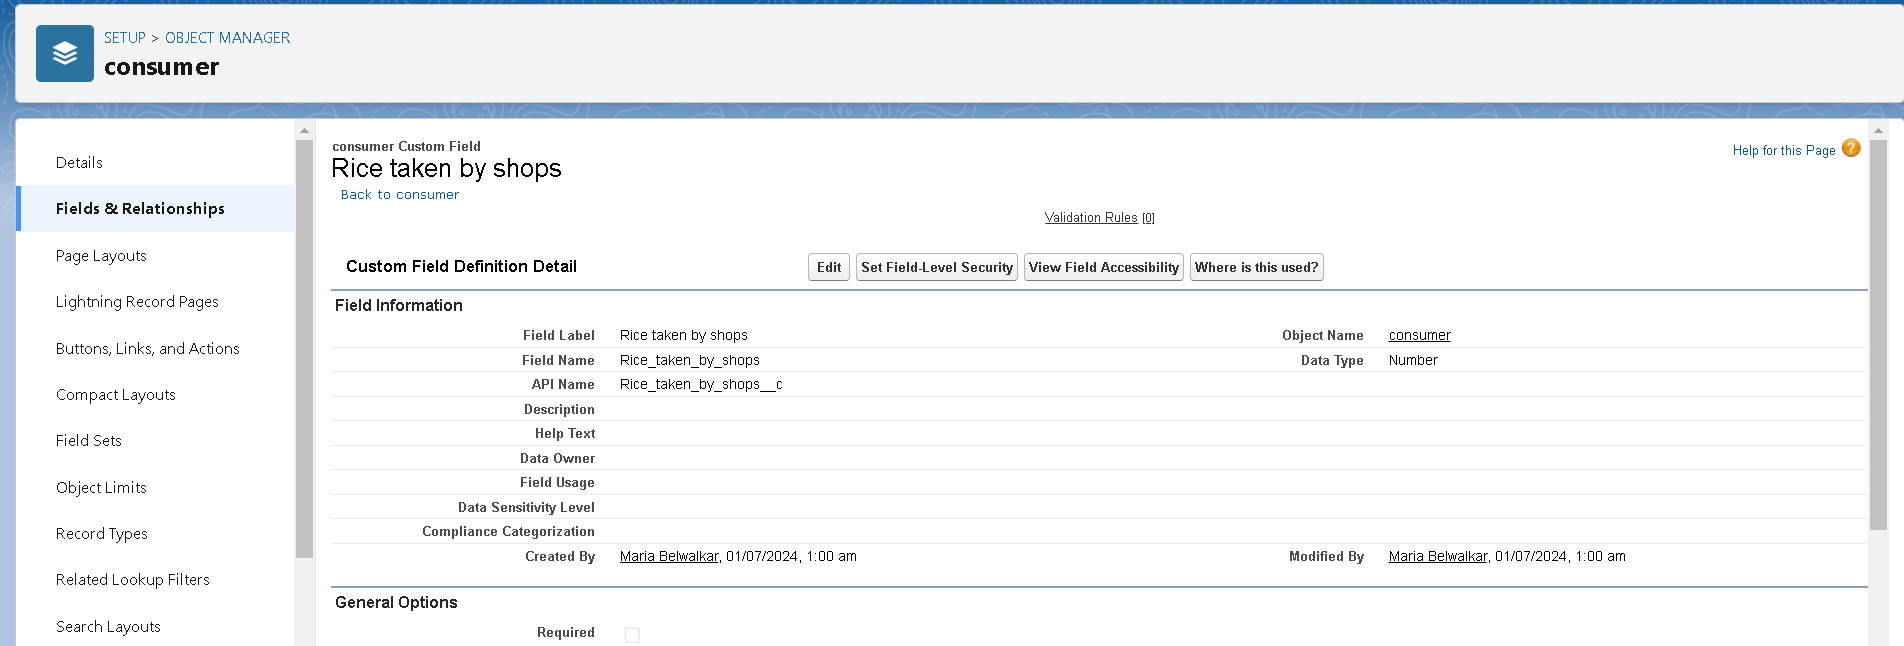 SETUP > OBJECT MANAGER
consumer
Details
Fields & Relationships
Page Layouts
Lightning Record Pages
Buttons, Links, and Actions
Compact Layouts
Field Sets
Object Limits
Record Types
Related Lookup Filters
Search Layouts
consumer Custom Field
Rice taken by shops
Back to consumer
Help for this Page ?
Validation Rules [0]
Custom Field Definition Detail Edit Set Field-Level Security View Field Accessibility Where is this used?
Field Information
Field Label Rice taken by shops Object Name consumer
Field Name Rice_taken_by_shops Data Type Number
API Name Rice_taken_by_shops__c
Description
Help Text
Data Owner
Field Usage
Data Sensitivity Level
Compliance Categorization
Created By Maria Belwalkar, 01/07/2024, 1:00 am Modified By Maria Belwalkar, 01/07/2024, 1:00 am
General Options
Required